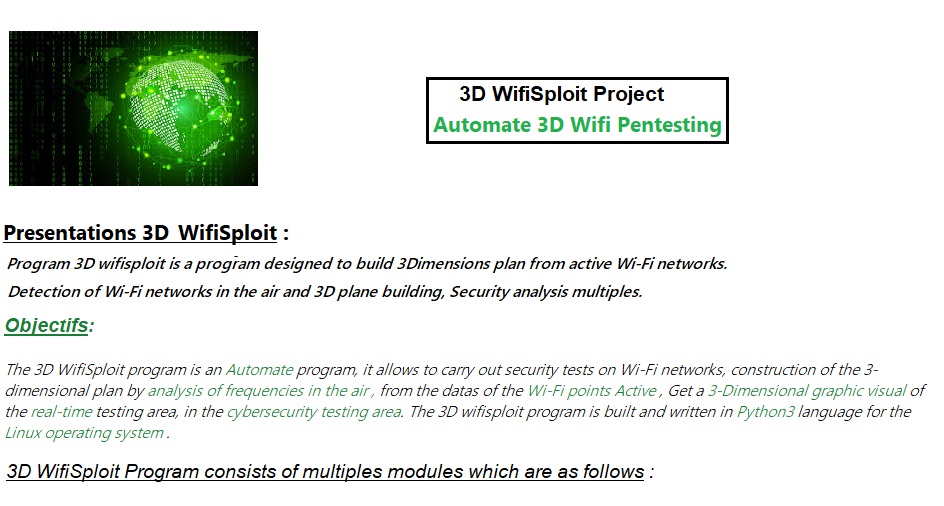 3D WifiSploit Project
Automate 3D Wifi Pentesting
Presentations 3D WifiSploit :
Program 3D wifisploit is a program designed to build 3Dimensions plan from active Wi-Fi networks.
Detection of Wi-Fi networks in the air and 3D plane building, Security analysis multiples.
Objectifs:
The 3D WifiSploit program is an Automate program, it allows to carry out security tests on Wi-Fi networks, construction of the 3-
dimensional plan by analysis of frequencies in the air , from the datas of the Wi-Fi points Active , Get a 3-Dimensional graphic visual of
the real-time testing area, in the cybersecurity testing area. The 3D wifisploit program is built and written in Python3 language for the
Linux operating system .
3D WifiSploit Program consists of multiples modules which are as follows :